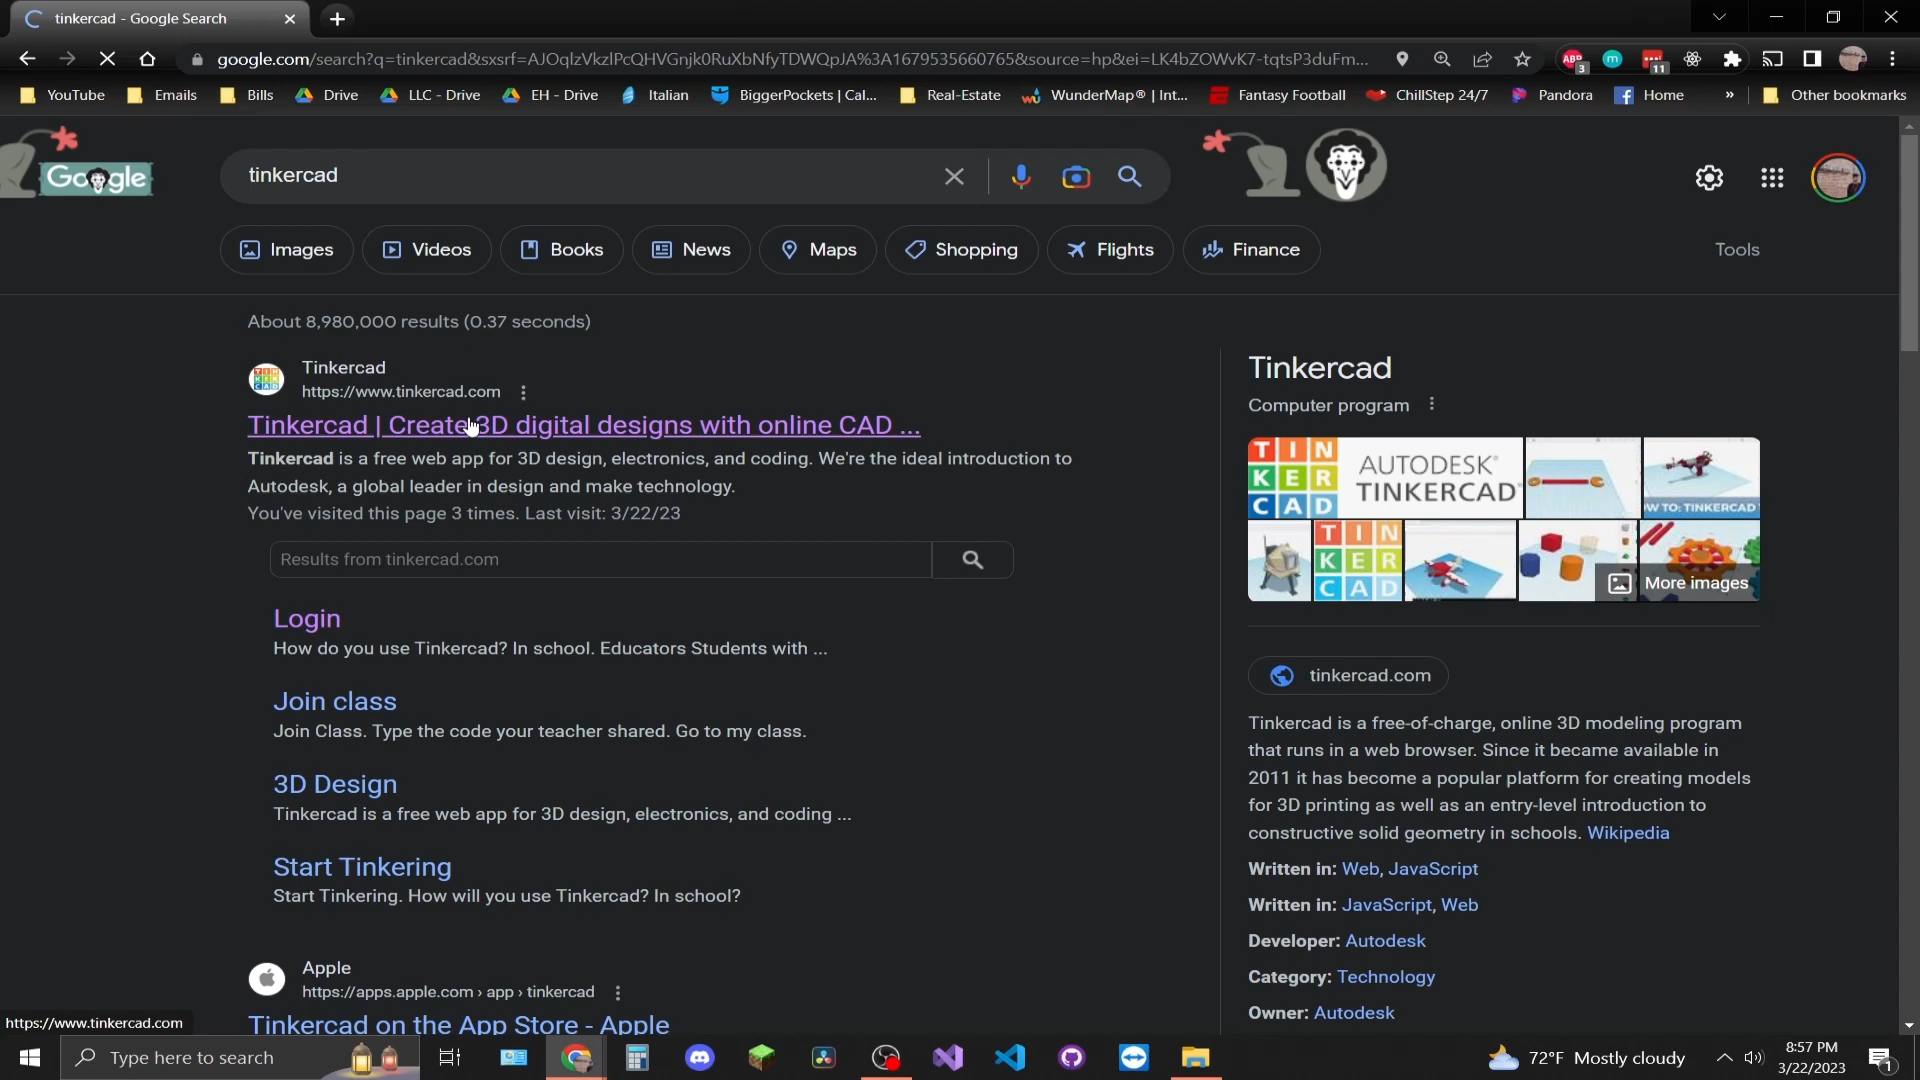 tinkercad - Google Search
google.com/search?q=tinkercad&sxsrf=AJOqlzVkzlPcQHVGnjk0RuXbNfyTDWQpJA%3A1679535660765&source=hp&ei=LK4bZOWvK7-tqtsP3duFm...
ABP 3 m 11
YouTube Emails Bills Drive LLC - Drive EH - Drive Italian BiggerPockets | Cal... Real-Estate WunderMap® | Int... Fantasy Football ChillStep 24/7 Pandora Home » Other bookmarks
Google
tinkercad
Images Videos Books News Maps Shopping Flights Finance Tools
About 8,980,000 results (0.37 seconds)
Tinkercad
https://www.tinkercad.com
Tinkercad | Create 3D digital designs with online CAD ...
Tinkercad is a free web app for 3D design, electronics, and coding. We're the ideal introduction to
Autodesk, a global leader in design and make technology.
You've visited this page 3 times. Last visit: 3/22/23
Results from tinkercad.com
Login
How do you use Tinkercad? In school. Educators Students with ...
Join class
Join Class. Type the code your teacher shared. Go to my class.
3D Design
Tinkercad is a free web app for 3D design, electronics, and coding ...
Start Tinkering
Start Tinkering. How will you use Tinkercad? In school?
Apple
https://apps.apple.com › app › tinkercad
Tinkercad on the App Store - Apple
Tinkercad
Computer program
TIN
KER
CAD
AUTODESK
TINKERCAD
OW TO: TINKERCAD
TIN
KER
CAD
More images
tinkercad.com
Tinkercad is a free-of-charge, online 3D modeling program
that runs in a web browser. Since it became available in
2011 it has become a popular platform for creating models
for 3D printing as well as an entry-level introduction to
constructive solid geometry in schools. Wikipedia
Written in: Web, JavaScript
Written in: JavaScript, Web
Developer: Autodesk
Category: Technology
Owner: Autodesk
https://www.tinkercad.com
Type here to search
72°F Mostly cloudy
8:57 PM
3/22/2023
1